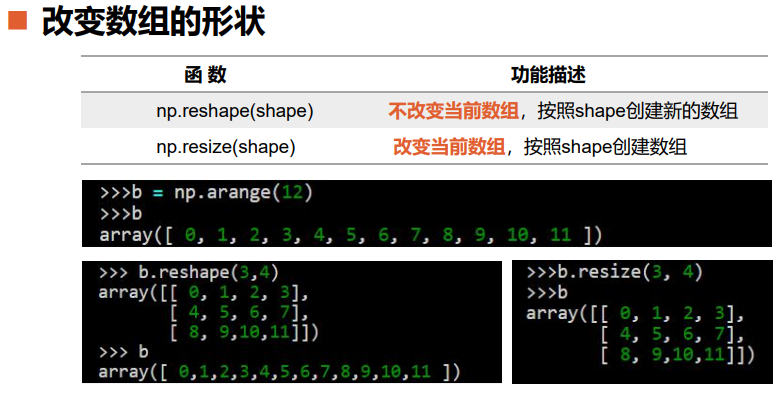 改变数组的形状
函 数 功能描述
np.reshape(shape) 不改变当前数组，按照shape创建新的数组
np.resize(shape) 改变当前数组，按照shape创建数组
>>>b = np.arange(12)
>>>b
array([ 0, 1, 2, 3, 4, 5, 6, 7, 8, 9, 10, 11 ])
>>> b.reshape(3,4)
array([[ 0, 1, 2, 3],
[ 4, 5, 6, 7],
[ 8, 9,10,11]])
>>> b
array([ 0,1,2,3,4,5,6,7,8,9,10,11 ])
>>>b.resize(3, 4)
>>>b
array([[ 0, 1, 2, 3],
[ 4, 5, 6, 7],
[ 8, 9,10,11]])